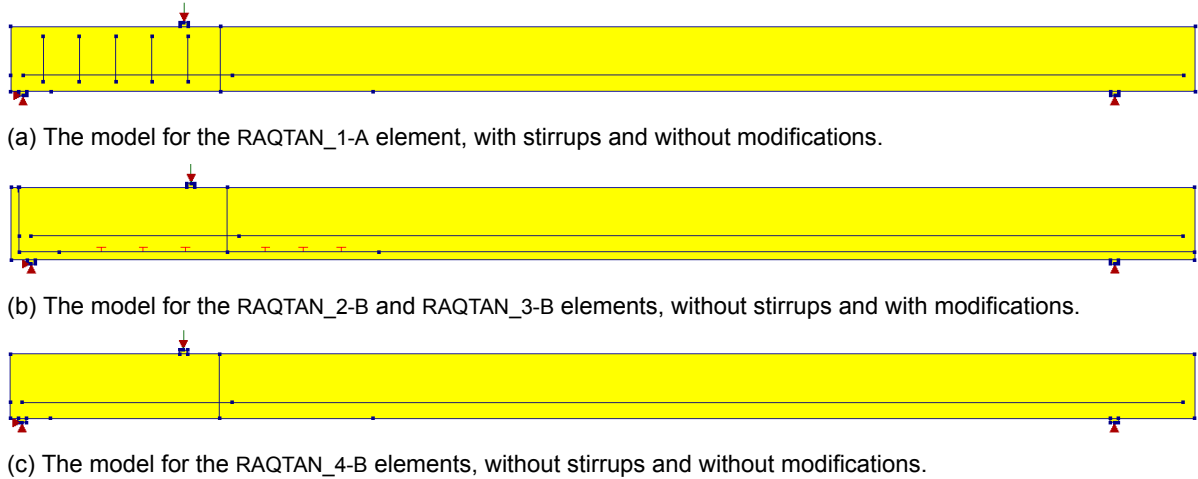 (a) The model for the RAQTAN_1-A element, with stirrups and without modifications.
(b) The model for the RAQTAN_2-B and RAQTAN_3-B elements, without stirrups and with modifications.
(c) The model for the RAQTAN_4-B elements, without stirrups and without modifications.